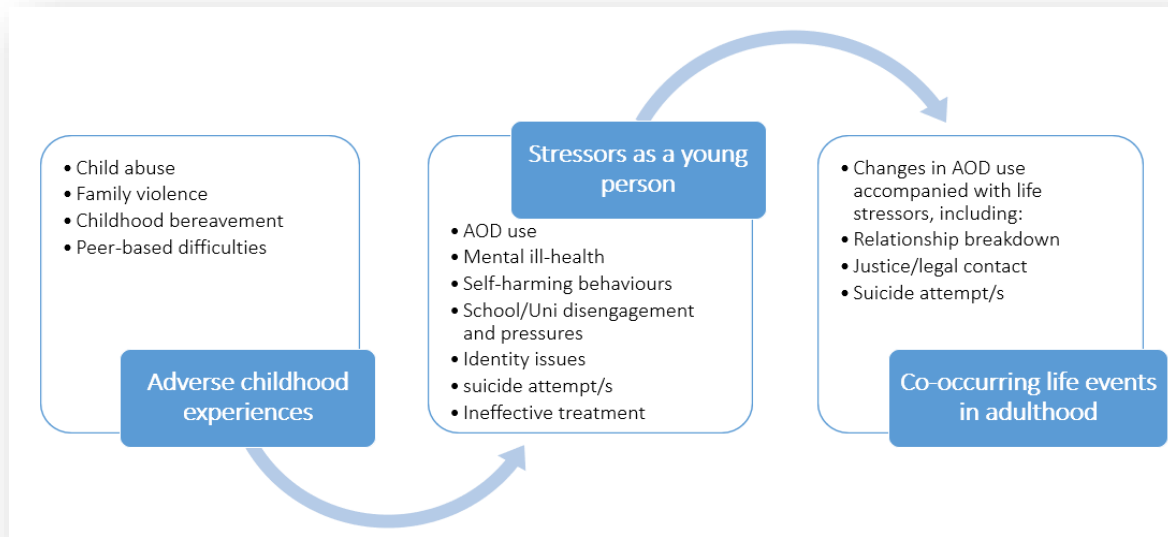 • Child abuse
• Family violence
• Childhood bereavement
• Peer-based difficulties
Adverse childhood
experiences
Stressors as a young
person
• AOD use
• Mental ill-health
• Self-harming behaviours
• School/Uni disengagement
and pressures
• Identity issues
• suicide attempt/s
• Ineffective treatment
• Changes in AOD use
accompanied with life
stressors, including:
• Relationship breakdown
• Justice/legal contact
• Suicide attempt/s
Co-occurring life events
in adulthood